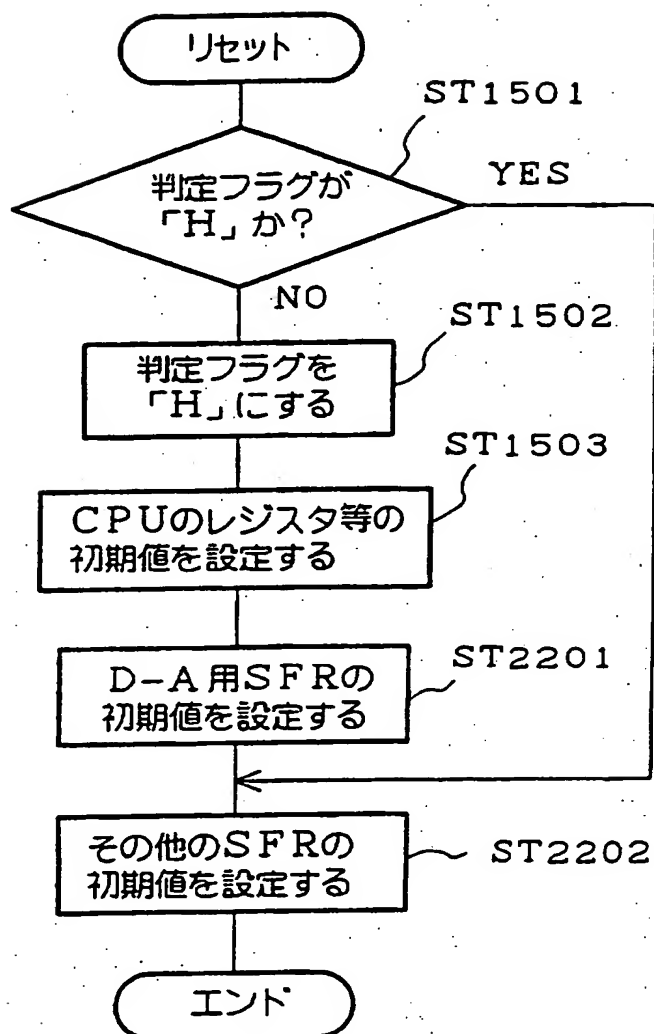 リセット
ST1501
判定フラグが
「H」か?
YES
NO
ST1502
判定フラグを
「H」にする
ST1503
CPUのレジスタ等の
初期値を設定する
ST2201
D-A用SFRの
初期値を設定する
その他のSFRの
初期値を設定する
ST2202
エンド